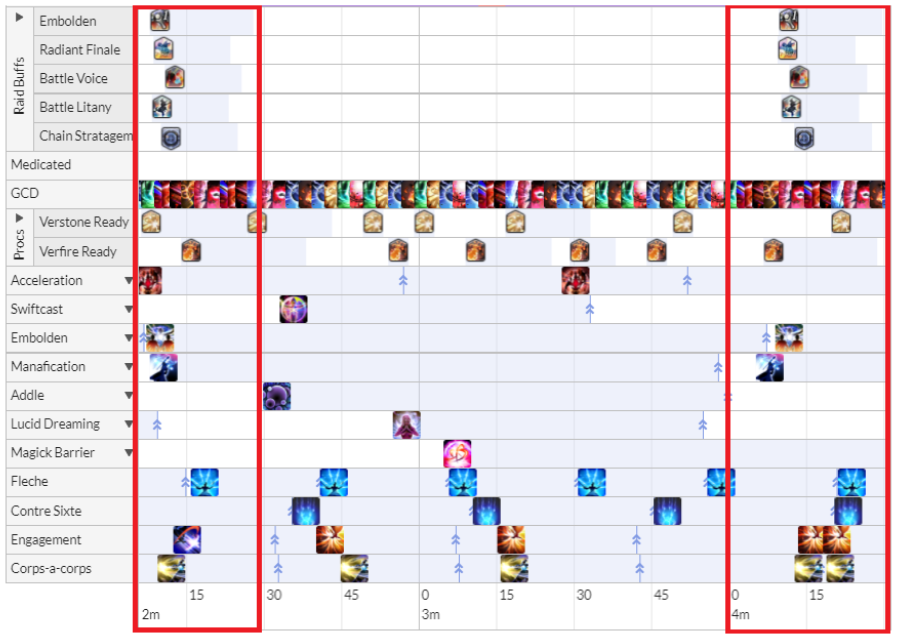 Raid Buffs
Embolden
Radiant Finale
Battle Voice
Battle Litany
Chain Stratagem
Medicated
GCD
Procs
Verstone Ready
Verfire Ready
Acceleration
Swiftcast
Embolden
Manafication
Addle
Lucid Dreaming
Magick Barrier
Fleche
Contre Sixte
Engagement
Corps-a-corps
15 30 45 0 15 30 45 0 15
2m 3m 4m